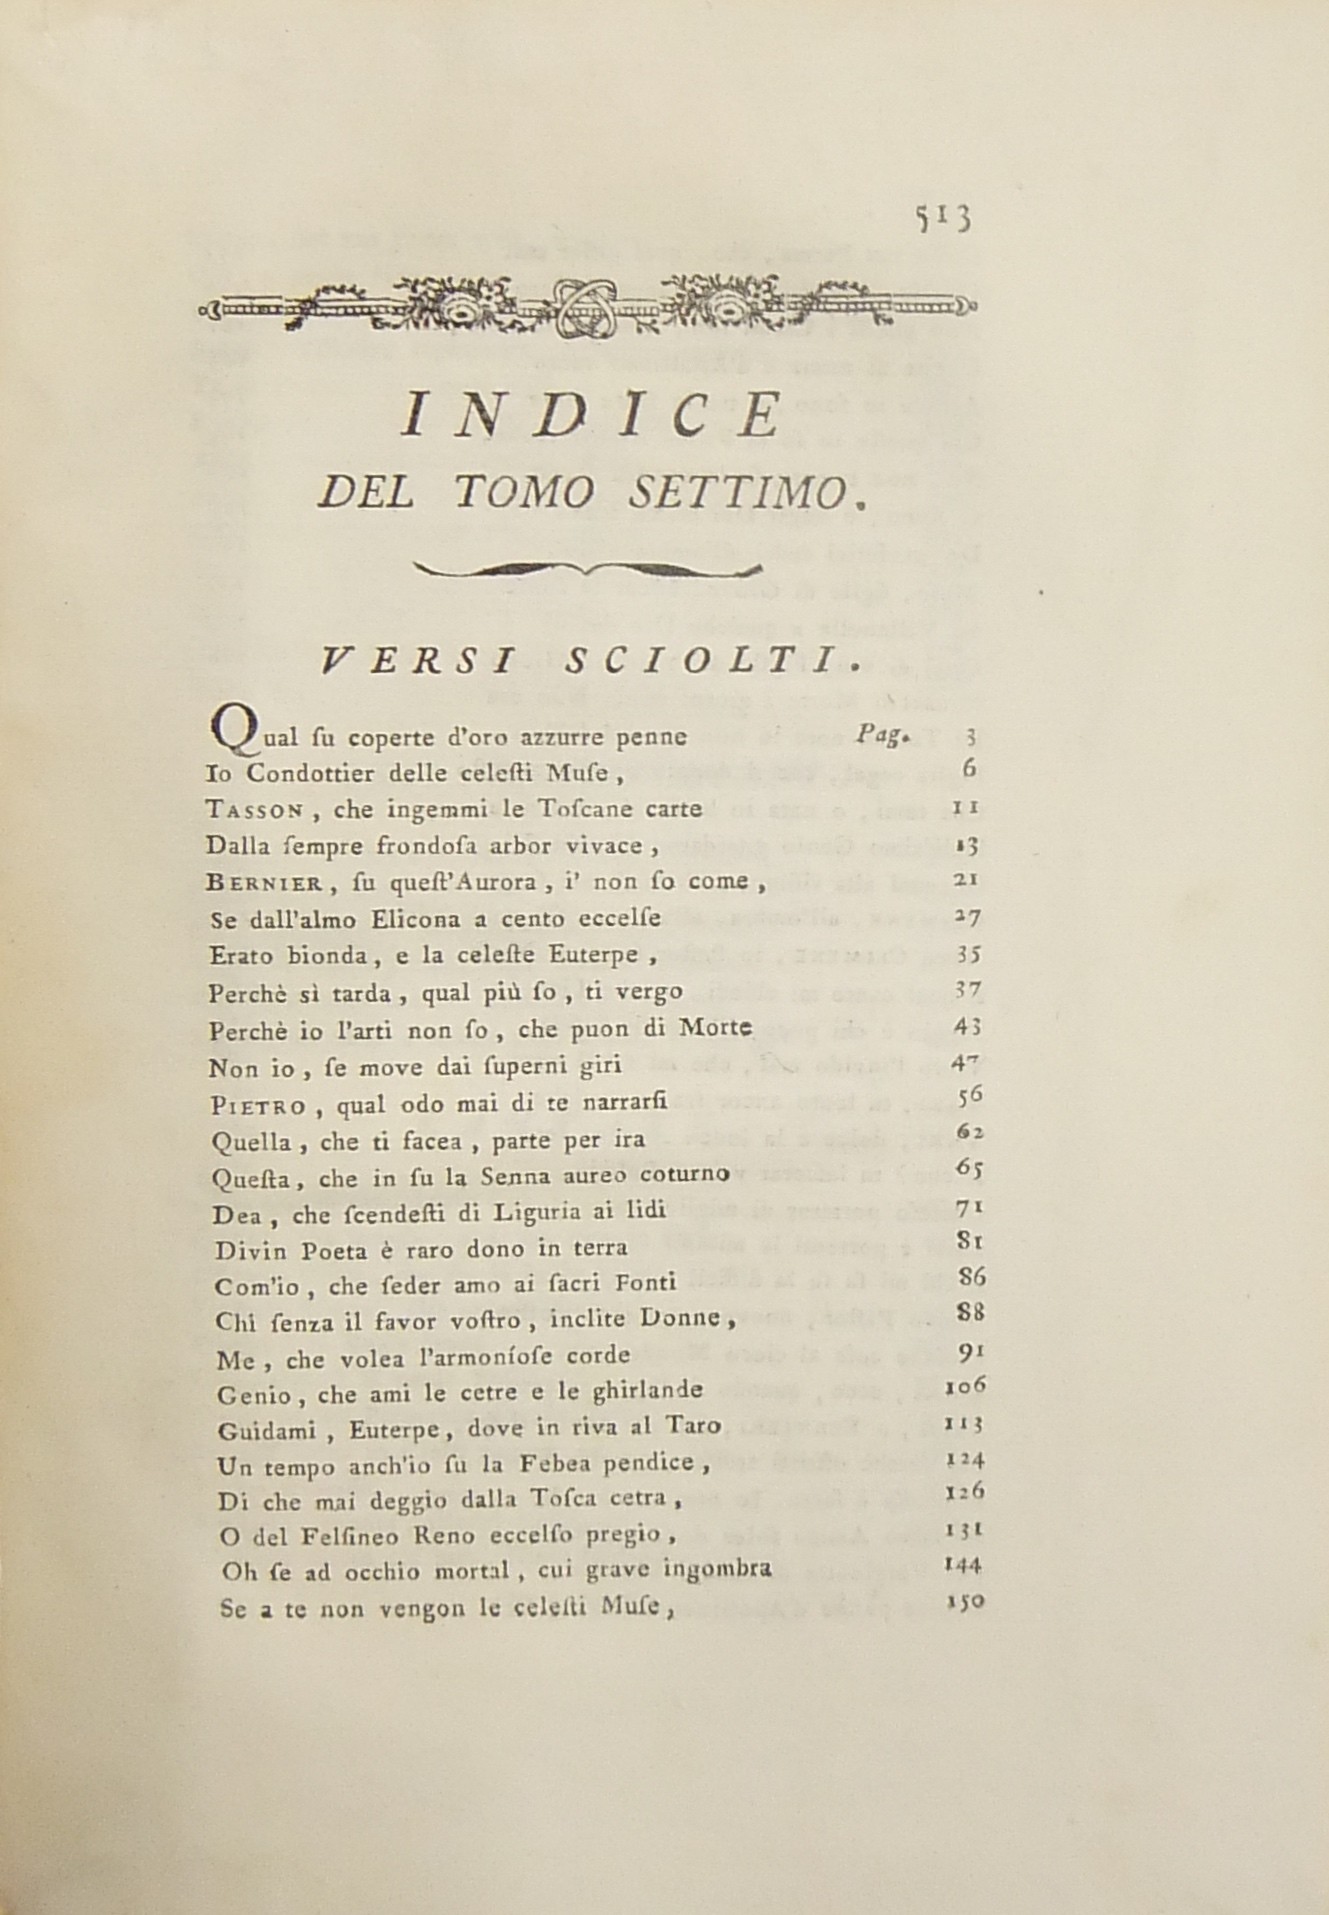 513
INDICE
DEL TOMO SETTIMO.
VERSI SCIOLTI.
Qual ſu coperte d'oro azzurre penne Pag. 3
Io Condottier delle celeſti Muſe, 6
TASSON, che ingemmi le Toſcane carte 11
Dalla ſempre frondoſa arbor vivace, 13
BERNIER, ſu queſt'Aurora, i' non ſo come, 21
Se dall'almo Elicona a cento eccelſe 27
Erato bionda, e la celeſte Euterpe, 35
Perchè sì tarda, qual più ſo, ti vergo 37
Perchè io l'arti non ſo, che puon di Morte 43
Non io, ſe move dai ſuperni giri 47
PIETRO, qual odo mai di te narrarſi 56
Quella, che ti facea, parte per ira 62
Queſta, che in ſu la Senna aureo coturno 65
Dea, che ſcendeſti di Liguria ai lidi 71
Divin Poeta è raro dono in terra 81
Com'io, che ſeder amo ai ſacri Fonti 86
Chi ſenza il favor voſtro, inclite Donne, 88
Me, che volea l'armoníoſe corde 91
Genio, che ami le cetre e le ghirlande 106
Guidami, Euterpe, dove in riva al Taro 113
Un tempo anch'io ſu la Febea pendice, 124
Di che mai deggio dalla Toſca cetra, 126
O del Felſineo Reno eccelſo pregio, 131
Oh ſe ad occhio mortal, cui grave ingombra 144
Se a te non vengon le celeſti Muſe, 150